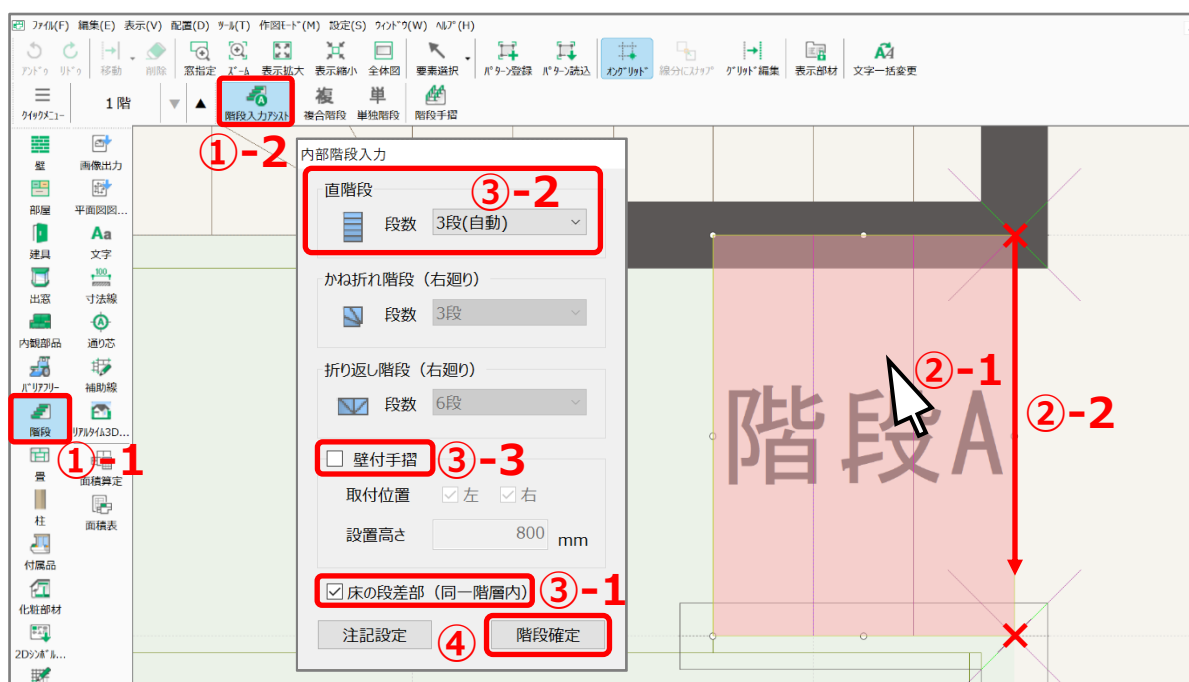 ﾌｧｲﾙ(F) 編集(E) 表示(V) 配置(D) ﾂｰﾙ(T) 作図ﾓｰﾄﾞ(M) 設定(S) ｳｨﾝﾄﾞｳ(W) ﾍﾙﾌﾟ(H)
ｱﾝﾄﾞｩ ﾘﾄﾞｩ 移動 削除 窓指定 ｽﾞｰﾑ 表示拡大 表示縮小 全体図 要素選択 ﾊﾟﾀｰﾝ登録 ﾊﾟﾀｰﾝ読込 ｵﾝｸﾞﾘｯﾄﾞ 線分にｽﾅｯﾌﾟ ｸﾞﾘｯﾄﾞ編集 表示部材 文字一括変更
複 単
1 階 ▼ ▲
ｸｲｯｸﾒﾆｭｰ 階段入力ｱｼｽﾄ 複合階段 単独階段 階段手摺
①-2
壁 画像出力
部屋 平面図図...
Aa
建具 文字
100
出窓 寸法線
内観部品 通り芯
ﾊﾞﾘｱﾌﾘｰ 補助線
階段 ﾘｱﾙﾀｲﾑ3D...
①-1
畳 面積算定
柱 面積表
付属品
化粧部材
2Dｼﾝﾎﾞﾙ...
内部階段入力
直階段
③-2
段数 3段(自動)
かね折れ階段（右廻り）
段数 3段
折り返し階段（右廻り）
段数 6段
壁付手摺 ③-3
取付位置 左 右
設置高さ 800 mm
床の段差部（同一階層内） ③-1
注記設定 ④ 階段確定
②-1
②-2
階段A